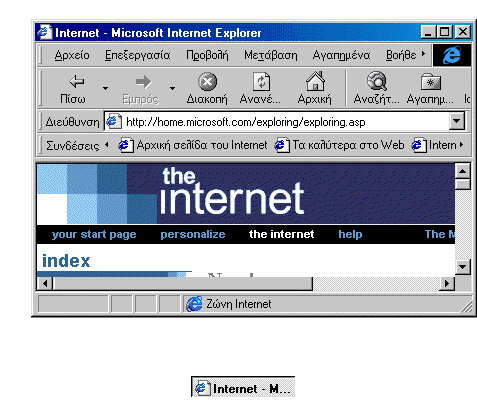 Internet - Microsoft Internet Explorer
Αρχείο Επεξεργασία Προβολή Μετάβαση Αγαπημένα Βοήθε
Πίσω Εμπρός Διακοπή Ανανέ... Αρχική Αναζήτ... Αγαπημ...
Διεύθυνση http://home.microsoft.com/exploring/exploring.asp
Συνδέσεις Αρχική σελίδα του Internet Τα καλύτερα στο Web Intern
the
internet
your start page personalize the internet help The M
index
Ζώνη Internet
Internet - M...